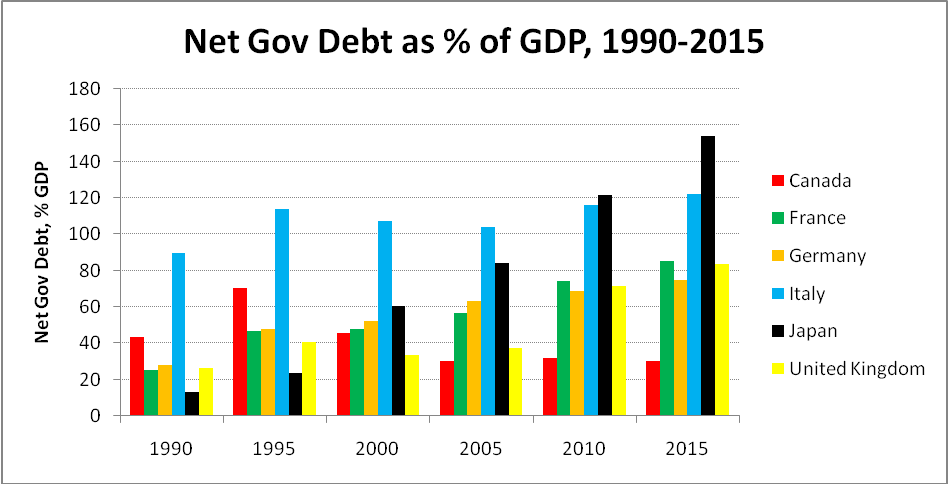 Net Gov Debt as % of GDP, 1990-2015
Net Gov Debt, % GDP
180
160
140
120
100
80
60
40
20
0
1990 1995 2000 2005 2010 2015
Canada
France
Germany
Italy
Japan
United Kingdom